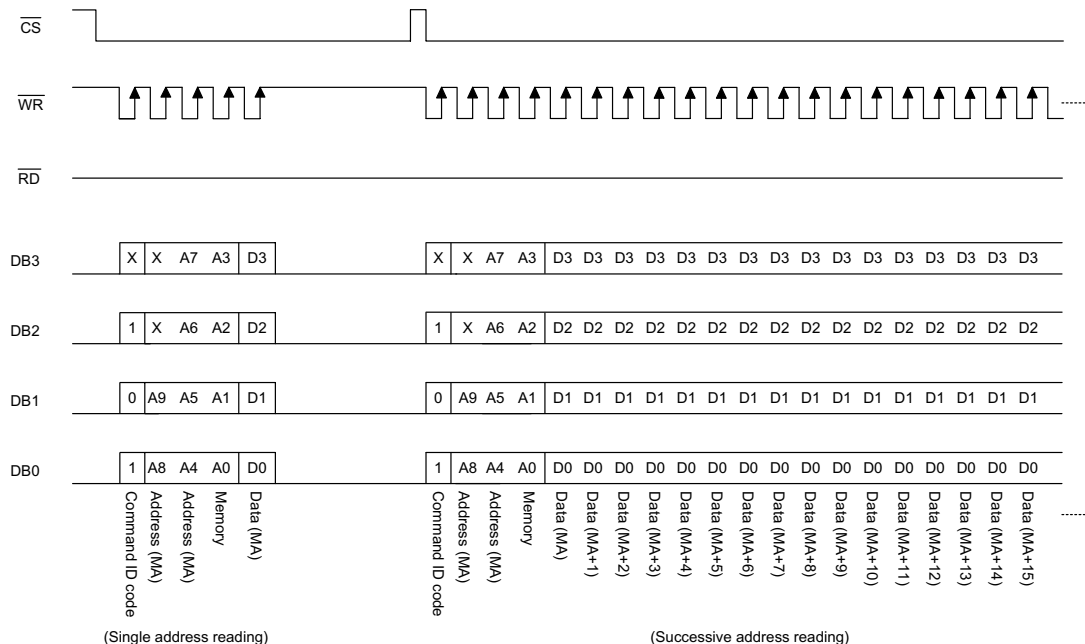 CS
WR
RD
DB3 X X A7 A3 D3 X X A7 A3 D3 D3 D3 D3 D3 D3 D3 D3 D3 D3 D3 D3 D3 D3 D3 D3
DB2 1 X A6 A2 D2 1 X A6 A2 D2 D2 D2 D2 D2 D2 D2 D2 D2 D2 D2 D2 D2 D2 D2 D2
DB1 0 A9 A5 A1 D1 0 A9 A5 A1 D1 D1 D1 D1 D1 D1 D1 D1 D1 D1 D1 D1 D1 D1 D1 D1
DB0 1 A8 A4 A0 D0 1 A8 A4 A0 D0 D0 D0 D0 D0 D0 D0 D0 D0 D0 D0 D0 D0 D0 D0 D0
Command ID code
Address (MA)
Address (MA)
Memory
Data (MA)
Command ID code
Address (MA)
Address (MA)
Memory
Data (MA)
Data (MA+1)
Data (MA+2)
Data (MA+3)
Data (MA+4)
Data (MA+5)
Data (MA+6)
Data (MA+7)
Data (MA+8)
Data (MA+9)
Data (MA+10)
Data (MA+11)
Data (MA+12)
Data (MA+13)
Data (MA+14)
Data (MA+15)
(Single address reading)
(Successive address reading)